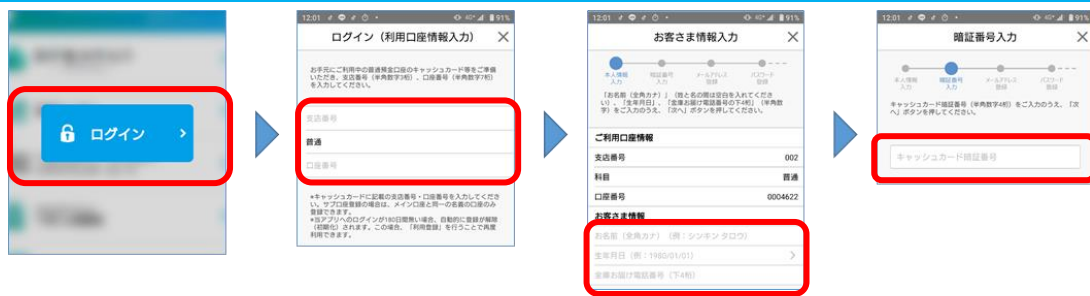 ログイン
12:01
91%
ログイン（利用口座情報入力）
お手元にご利用中の普通預金口座のキャッシュカード等をご準備
いただき、支店番号（半角数字3桁）、口座番号（半角数字7桁）
を入力してください。
支店番号
普通
口座番号
*キャッシュカードに記載の支店番号・口座番号を入力してくださ
い。サブ口座登録の場合は、メイン口座と同一の名義の口座のみ
登録できます。
*当アプリへのログインが180日間無い場合、自動的に登録が解除
（初期化）されます。この場合、「利用登録」を行うことで再度
利用できます。
12:01
91%
お客さま情報入力
本人情報
入力
暗証番号
入力
メールアドレス
登録
パスワード
登録
「お名前（全角カナ）」（姓と名の間は空白を入れてくださ
い）、「生年月日」、「金庫お届け電話番号の下4桁」（半角数
字）をご入力のうえ、「次へ」ボタンを押してください。
ご利用口座情報
支店番号 002
科目 普通
口座番号 0004622
お客さま情報
お名前（全角カナ）（例：シンキン タロウ）
生年月日（例：1980/01/01）
金庫お届け電話番号（下4桁）
12:01
91%
暗証番号入力
本人情報
入力
暗証番号
入力
メールアドレス
登録
パスワード
登録
キャッシュカード暗証番号（半角数字4桁）をご入力のうえ、「次
へ」ボタンを押してください。
キャッシュカード暗証番号